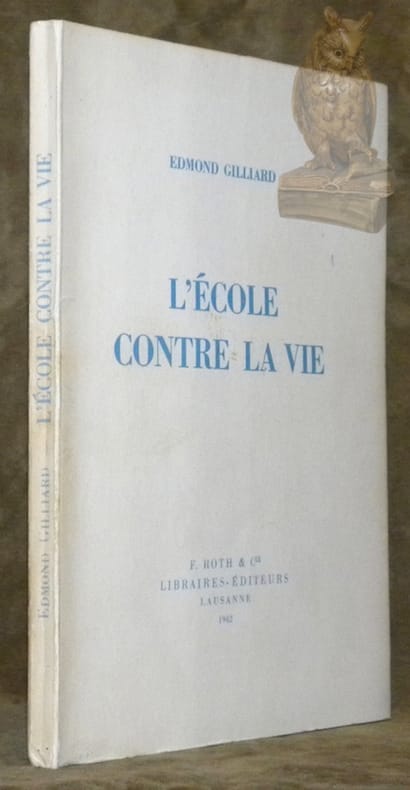 EDMOND GILLIARD
L'ÉCOLE
CONTRE LA VIE
F. ROTH & Cie
LIBRAIRES-ÉDITEURS
LAUSANNE
1942
EDMOND GILLIARD — L'ÉCOLE CONTRE LA VIE